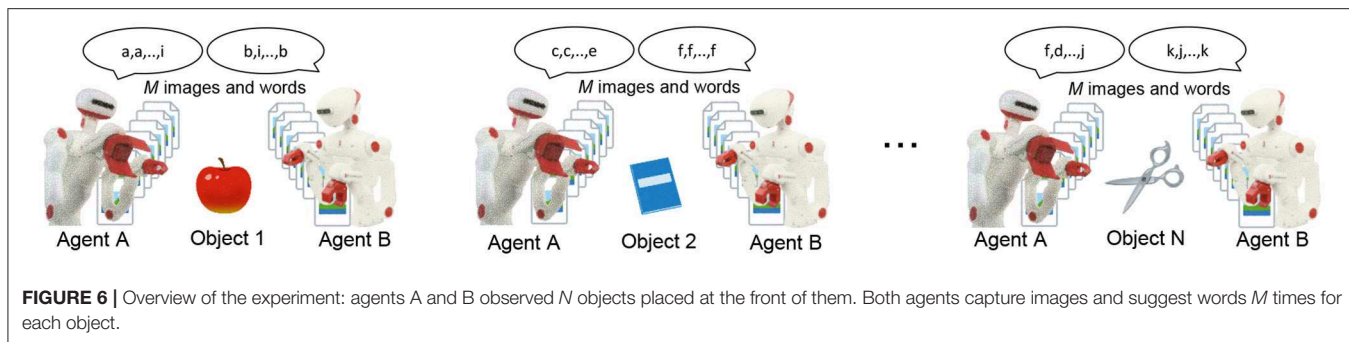 a,a,..,i
b,i,..,b
M images and words
Agent A
Object 1
Agent B
c,c,..,e
f,f,..,f
M images and words
Agent A
Object 2
Agent B
...
f,d,..,j
k,j,..,k
M images and words
Agent A
Object N
Agent B
FIGURE 6 | Overview of the experiment: agents A and B observed N objects placed at the front of them. Both agents capture images and suggest words M times for
each object.